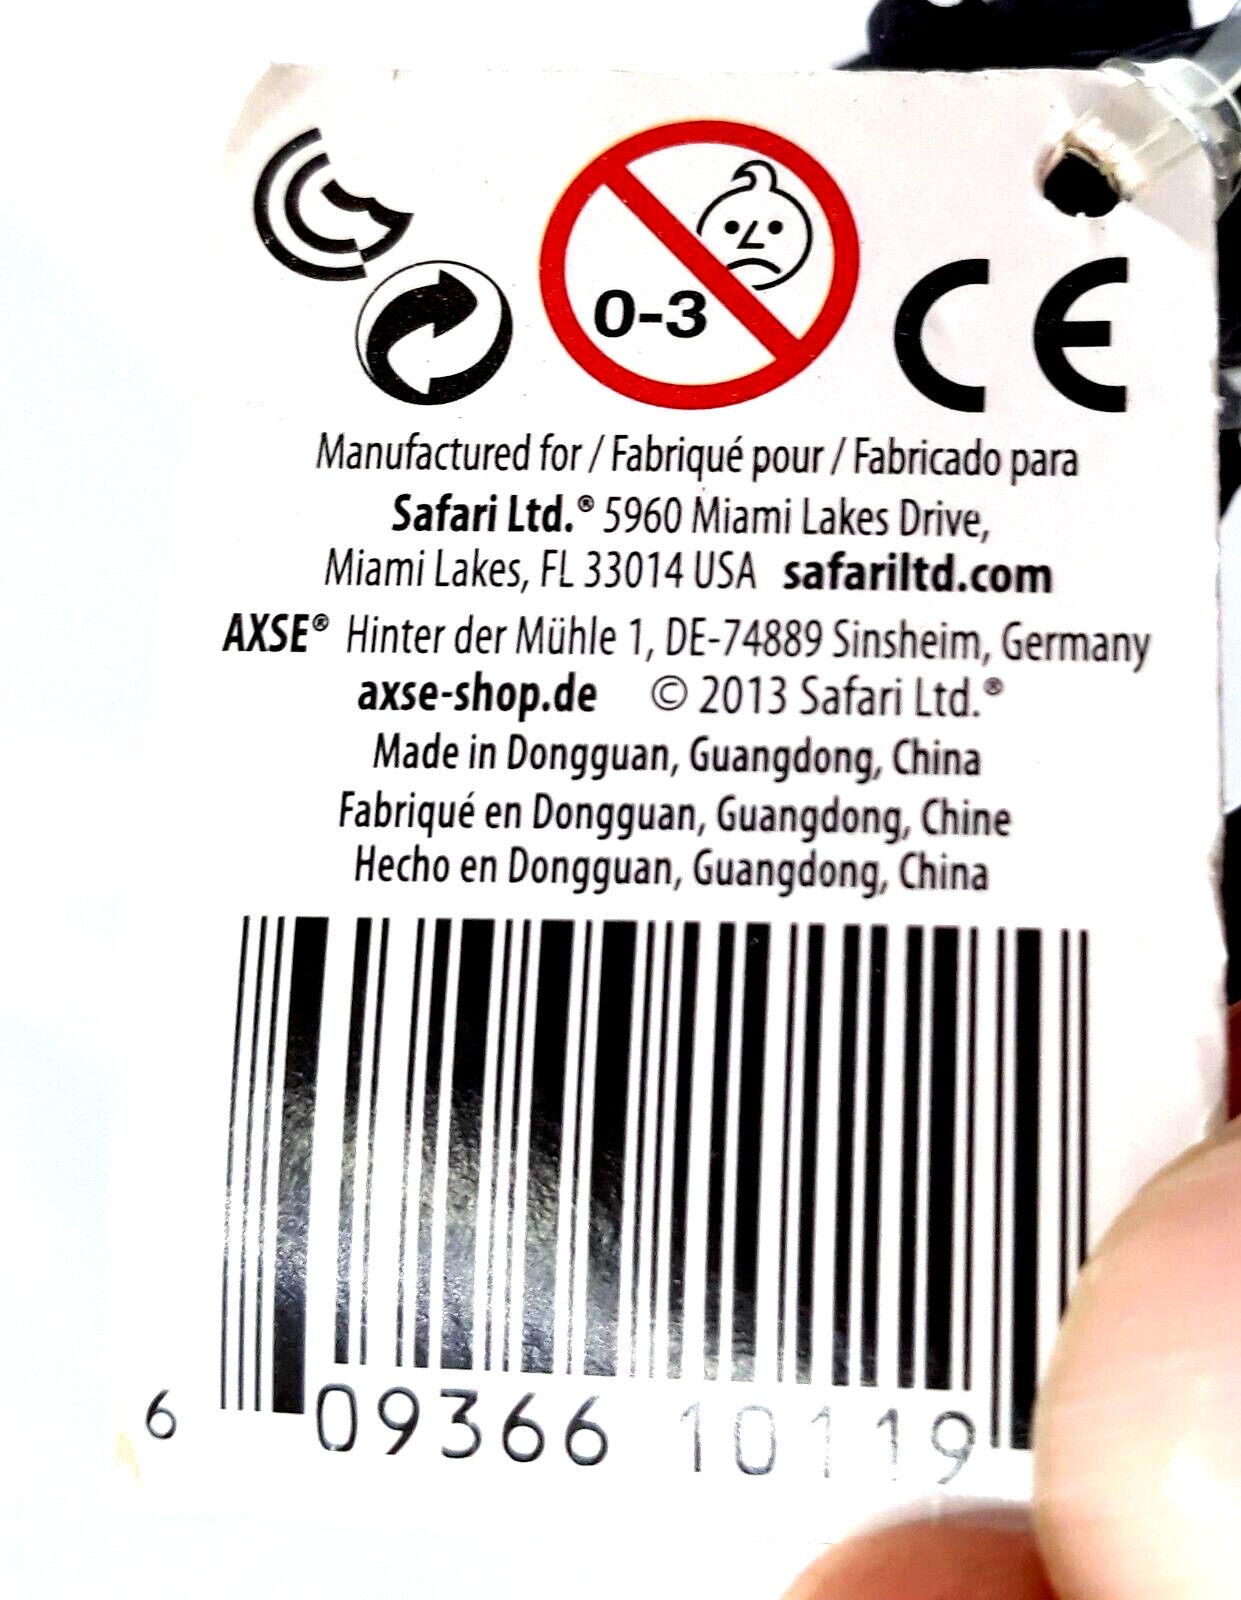 0-3
CE
Manufactured for / Fabriqué pour / Fabricado para
Safari Ltd.® 5960 Miami Lakes Drive,
Miami Lakes, FL 33014 USA safariltd.com
AXSE® Hinter der Mühle 1, DE-74889 Sinsheim, Germany
axse-shop.de © 2013 Safari Ltd.®
Made in Dongguan, Guangdong, China
Fabriqué en Dongguan, Guangdong, Chine
Hecho en Dongguan, Guangdong, China
6 09366 10119